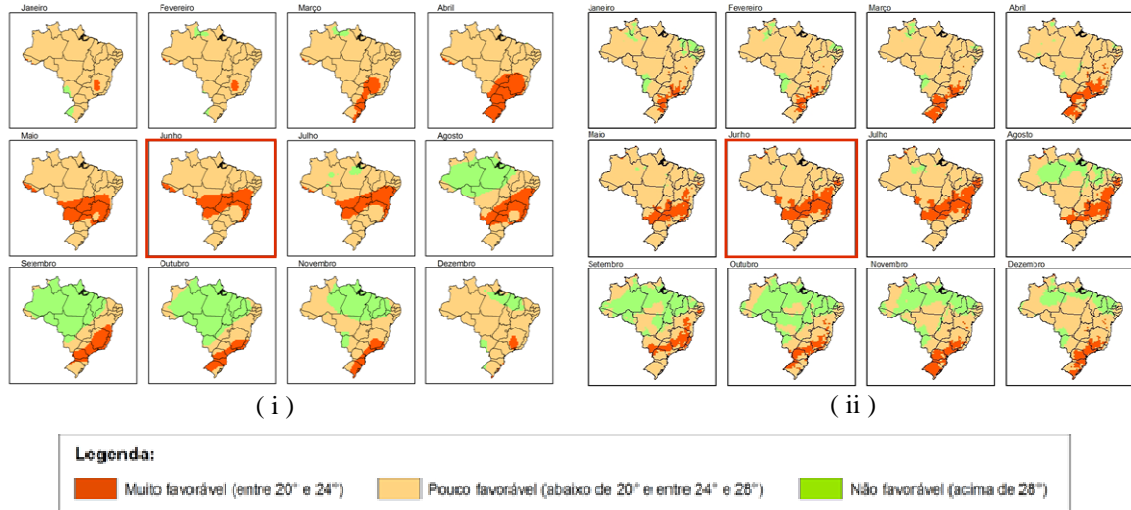 Janeiro Fevereiro Março Abril
Maio Junho Julho Agosto
Setembro Outubro Novembro Dezembro
( i )
Janeiro Fevereiro Março Abril
Maio Junho Julho Agosto
Setembro Outubro Novembro Dezembro
( ii )
Legenda:
Muito favorável (entre 20° e 24°) Pouco favorável (abaixo de 20° e entre 24° e 28°) Não favorável (acima de 28°)